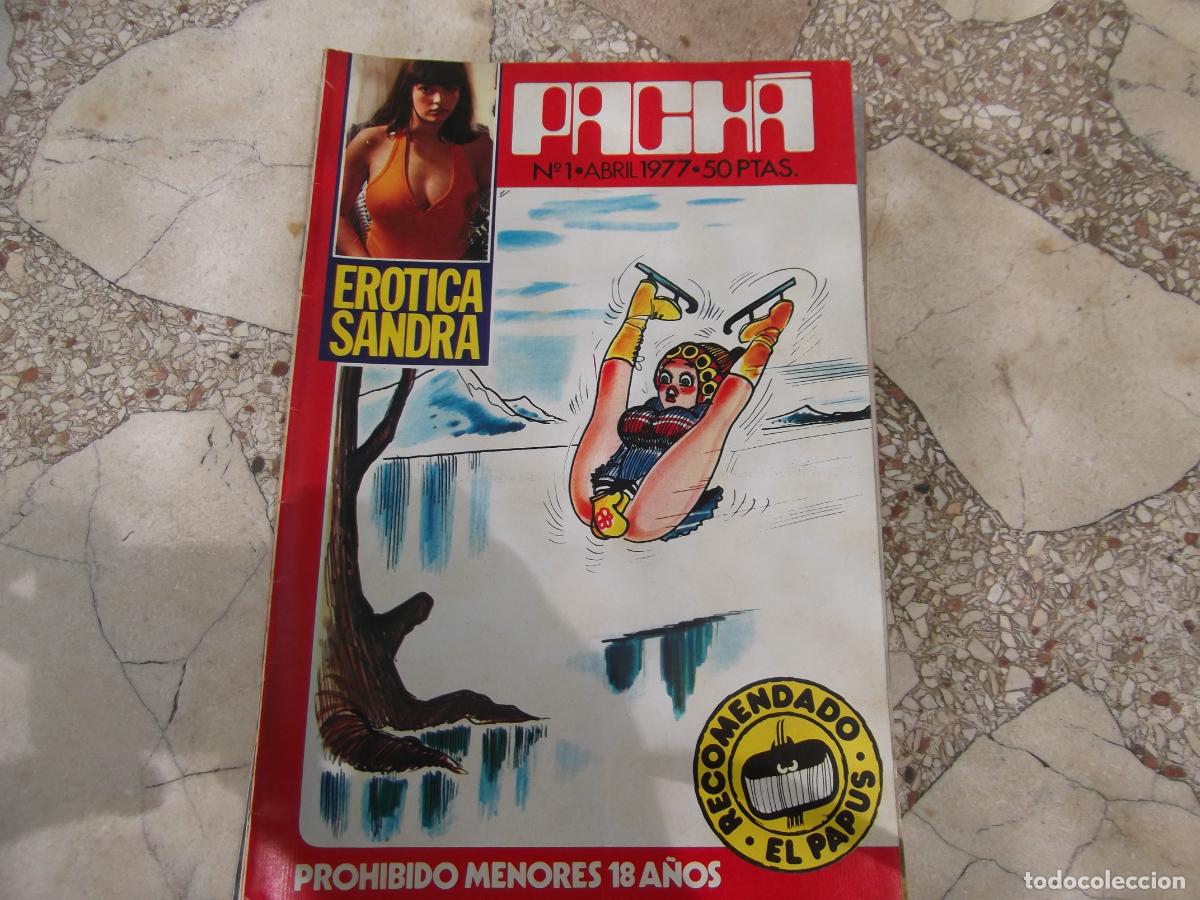 PACHÁ
Nº1•ABRIL 1977•50 PTAS.
EROTICA
SANDRA
RECOMENDADO
• EL PAPUS •
PROHIBIDO MENORES 18 AÑOS
todocoleccion